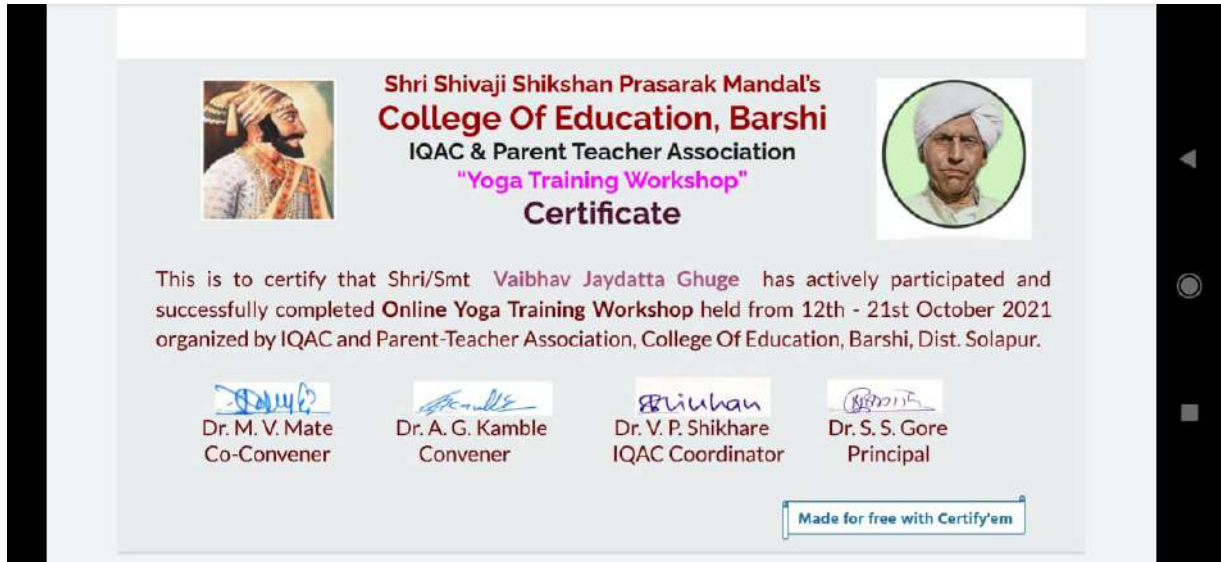 Shri Shivaji Shikshan Prasarak Mandal's
College Of Education, Barshi
IQAC & Parent Teacher Association
"Yoga Training Workshop"
Certificate
This is to certify that Shri/Smt Vaibhav Jaydatta Ghuge has actively participated and
successfully completed Online Yoga Training Workshop held from 12th - 21st October 2021
organized by IQAC and Parent-Teacher Association, College Of Education, Barshi, Dist. Solapur.
Dr. M. V. Mate Dr. A. G. Kamble Dr. V. P. Shikhare Dr. S. S. Gore
Co-Convener Convener IQAC Coordinator Principal
Made for free with Certify'em